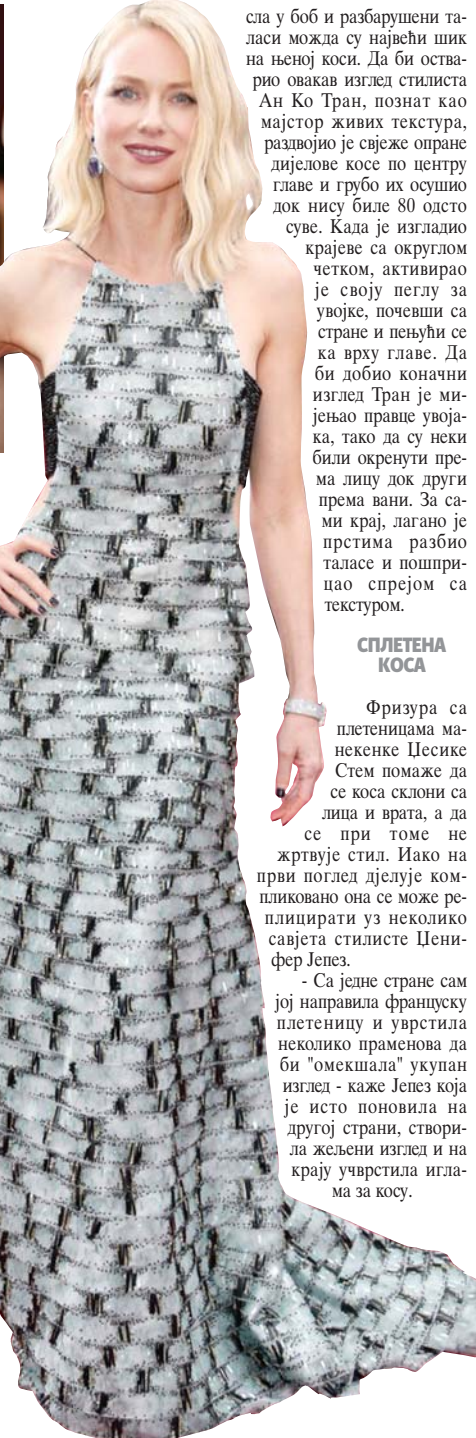 сла у боб и разбарушени та-
ласи можда су највећи шик
на њеној коси. Да би оства-
рио овакав изглед стилиста
Ан Ко Тран, познат као
мајстор живих текстура,
раздвојио је свјеже опране
дијелове косе по центру
главе и грубо их осушио
док нису биле 80 одсто
суве. Када је изгладио
крајеве са округлом
четком, активирао
је своју пеглу за
увојке, почевши са
стране и пењући се
ка врху главе. Да
би добио коначни
изглед Тран је ми-
јењао правце увоја-
ка, тако да су неки
били окренути пре-
ма лицу док други
према вани. За са-
ми крај, лагано је
прстима разбио
таласе и пошпри-
цао спрејом са
текстуром.
СПЛЕТЕНА
КОСА
Фризура са
плетеницама ма-
некенке Џесике
Стем помаже да
се коса склони са
лица и врата, а да
се при томе не
жртвује стил. Иако на
први поглед дјелује ком-
пликовано она се може ре-
плицирати уз неколико
савјета стилисте Џени-
фер Јепез.
- Са једне стране сам
јој направила француску
плетеницу и уврстила
неколико праменова да
би "омекшала" укупан
изглед - каже Јепез која
је исто поновила на
другој страни, створи-
ла жељени изглед и на
крају учврстила игла-
ма за косу.